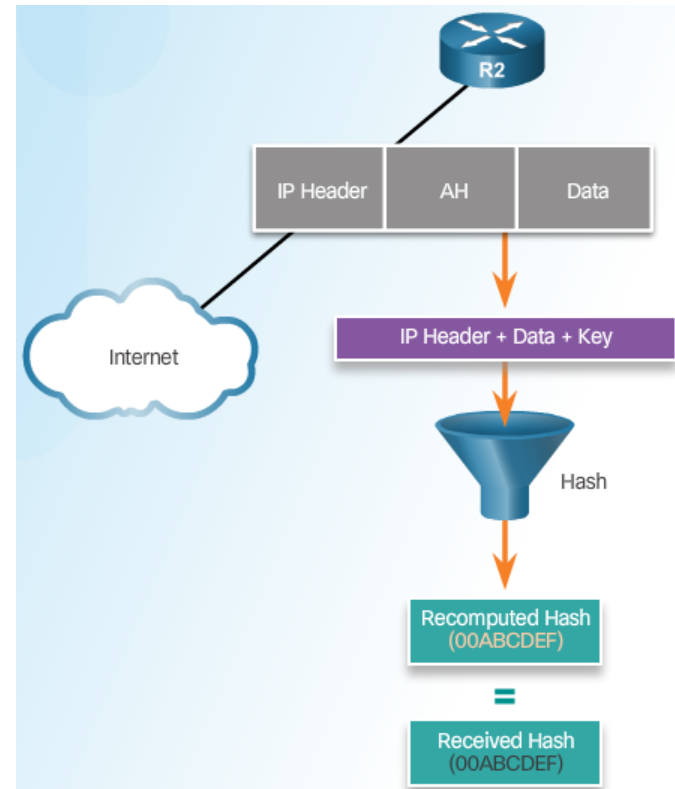 R2
IP Header AH Data
Internet
IP Header + Data + Key
Hash
Recomputed Hash
(00ABCDEF)
=
Received Hash
(00ABCDEF)